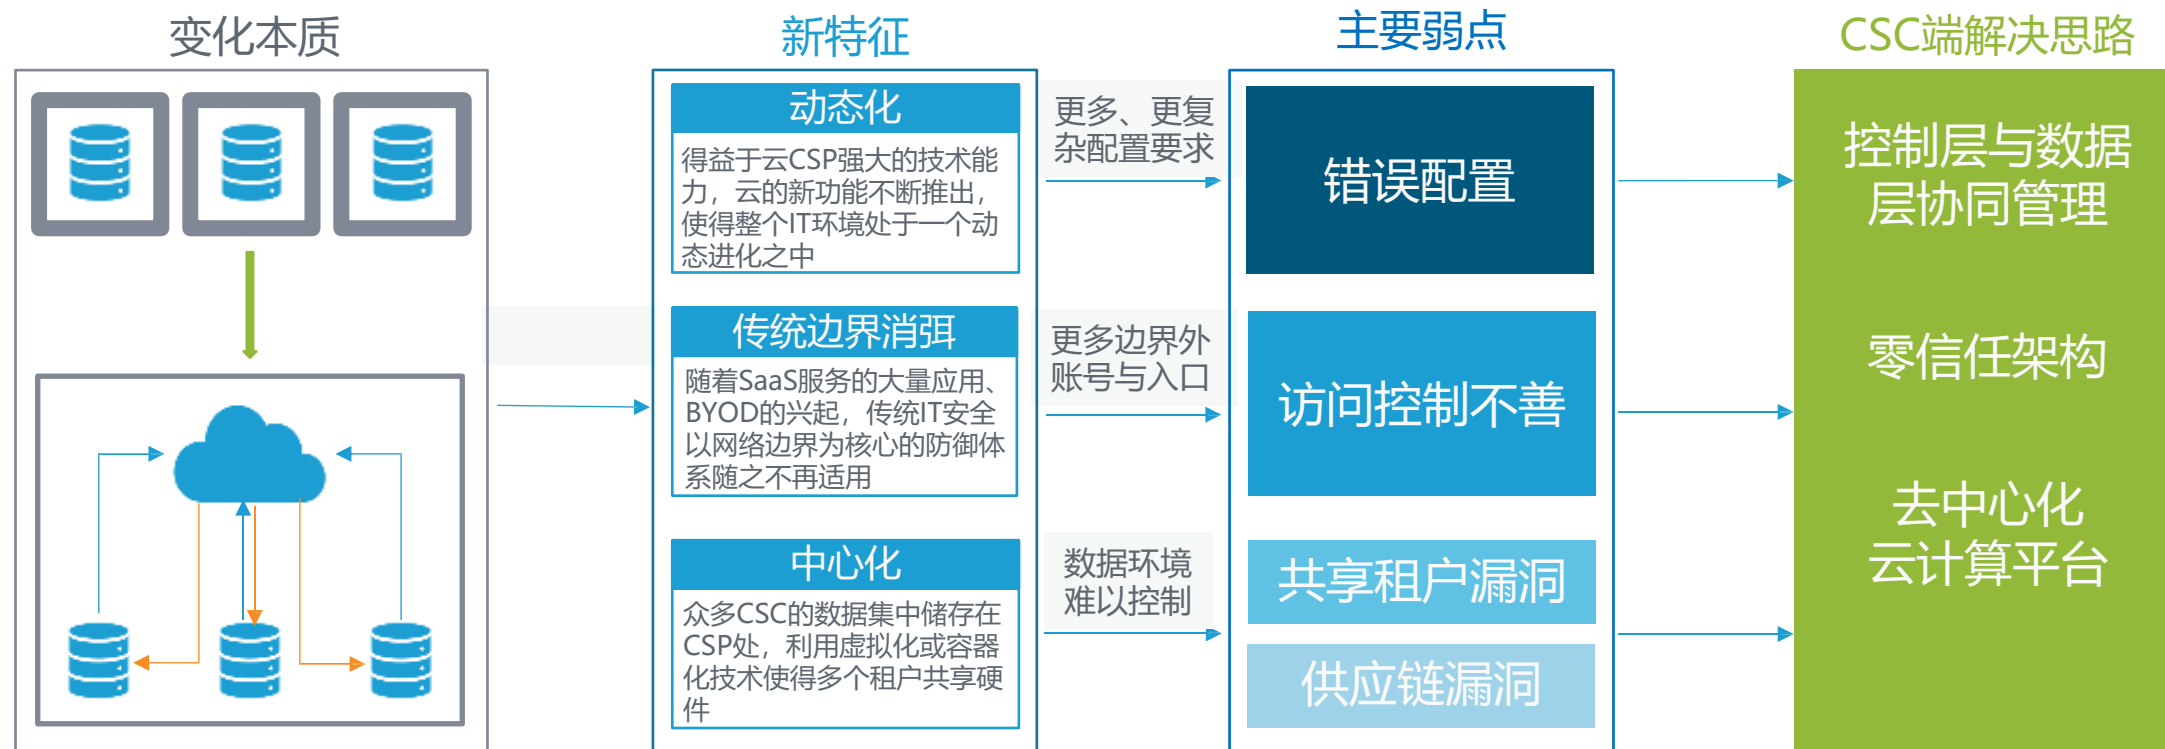 变化本质
新特征
主要弱点
CSC端解决思路
动态化
得益于云CSP强大的技术能
力，云的新功能不断推出，
使得整个IT环境处于一个动
态进化之中
更多、更复
杂配置要求
错误配置
控制层与数据
层协同管理
传统边界消弭
随着SaaS服务的大量应用、
BYOD的兴起，传统IT安全
以网络边界为核心的防御体
系随之不再适用
更多边界外
账号与入口
访问控制不善
零信任架构
中心化
众多CSC的数据集中储存在
CSP处，利用虚拟化或容器
化技术使得多个租户共享硬
件
数据环境
难以控制
共享租户漏洞
供应链漏洞
去中心化
云计算平台